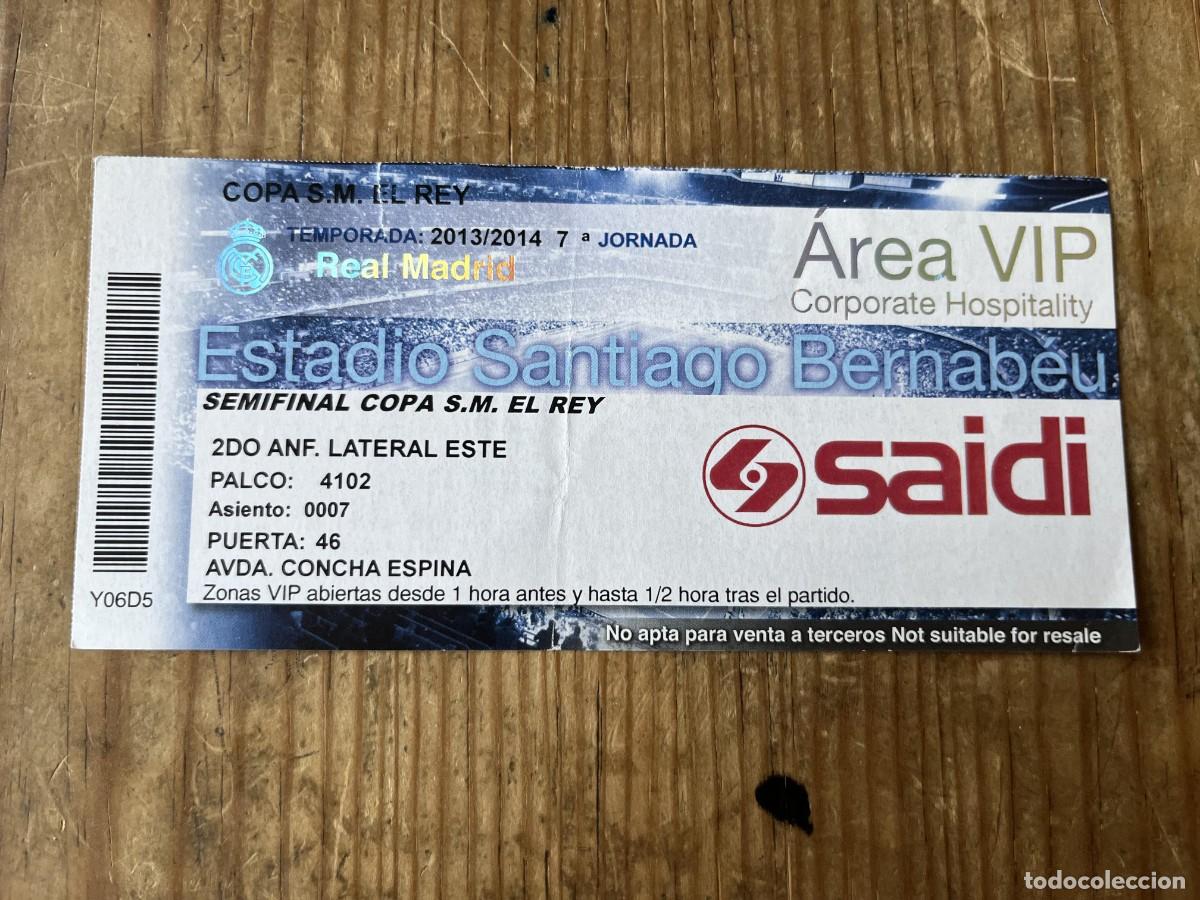 COPA S.M. EL REY
TEMPORADA: 2013/2014 7 ª JORNADA
Real Madrid
Área VIP
Corporate Hospitality
Estadio Santiago Bernabéu
SEMIFINAL COPA S.M. EL REY
2DO ANF. LATERAL ESTE
PALCO: 4102
Asiento: 0007
PUERTA: 46
AVDA. CONCHA ESPINA
Zonas VIP abiertas desde 1 hora antes y hasta 1/2 hora tras el partido.
saidi
Y06D5
No apta para venta a terceros Not suitable for resale
todocoleccion